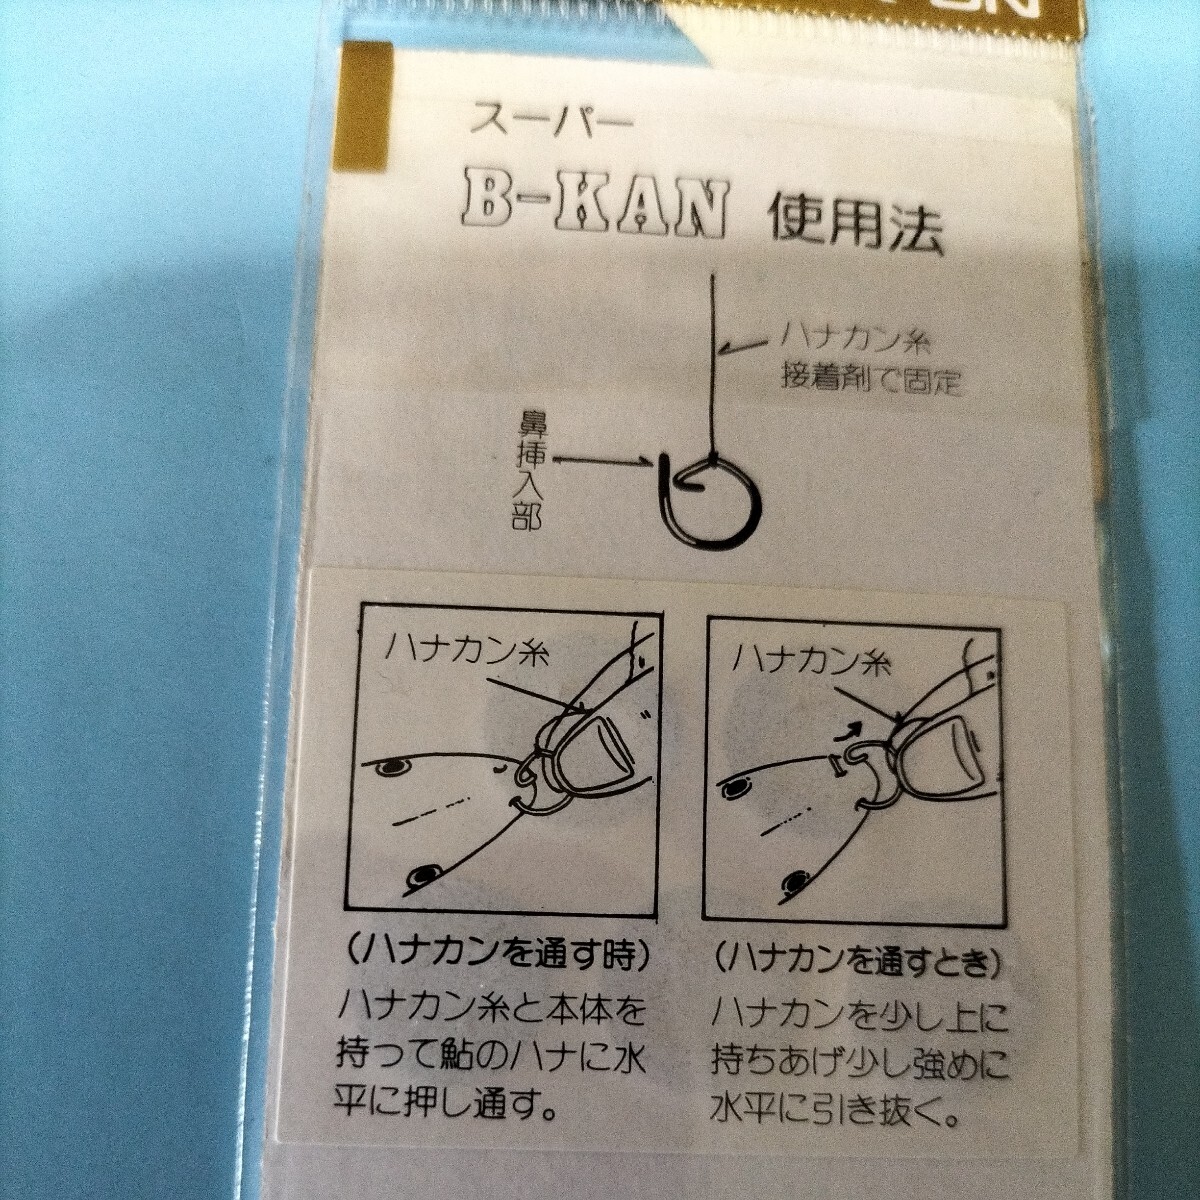 スーパー
B-KAN 使用法
ハナカン糸
接着剤で固定
鼻挿入部
ハナカン糸
(ハナカンを通す時)
ハナカン糸と本体を
持って鮎のハナに水
平に押し通す。
ハナカン糸
(ハナカンを通すとき)
ハナカンを少し上に
持ちあげ少し強めに
水平に引き抜く。